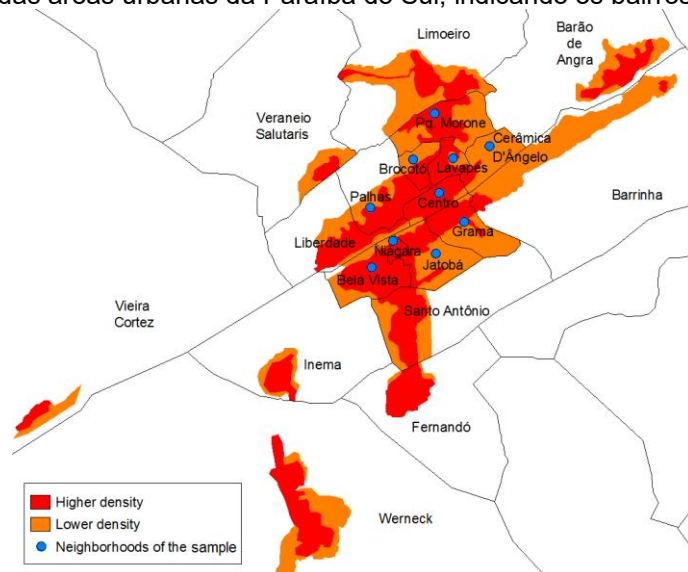 das áreas urbanas da Paraíba do Sul, indicando os bairros
Limoeiro
Barão
de
Angra
Veraneio
Salutaris
Pq. Morone
Cerâmica
D'Ângelo
Brocotó
Lavapés
Barrinha
Palhas
Centro
Grama
Liberdade
Niágara
Jatobá
Bela Vista
Vieira
Cortez
Santo Antônio
Inema
Fernandó
Werneck
Higher density
Lower density
Neighborhoods of the sample